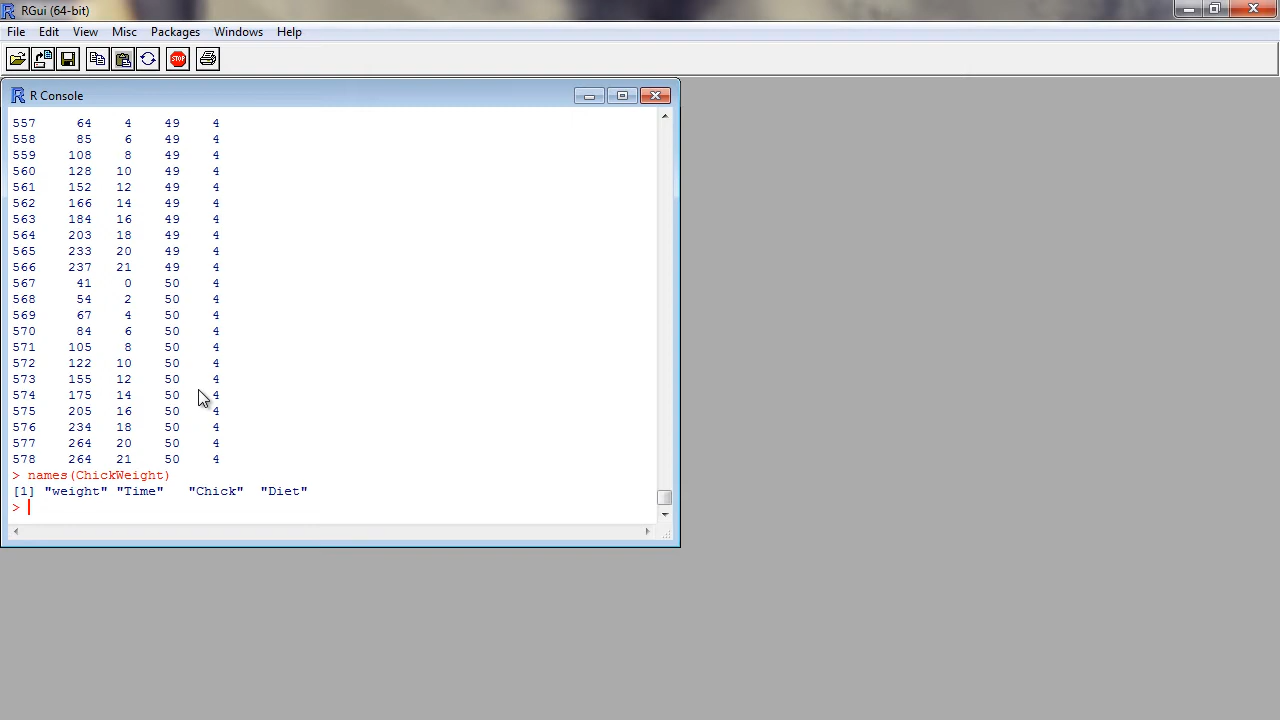 RGui (64-bit)
File Edit View Misc Packages Windows Help
STOP
R Console
557 64 4 49 4
558 85 6 49 4
559 108 8 49 4
560 128 10 49 4
561 152 12 49 4
562 166 14 49 4
563 184 16 49 4
564 203 18 49 4
565 233 20 49 4
566 237 21 49 4
567 41 0 50 4
568 54 2 50 4
569 67 4 50 4
570 84 6 50 4
571 105 8 50 4
572 122 10 50 4
573 155 12 50 4
574 175 14 50 4
575 205 16 50 4
576 234 18 50 4
577 264 20 50 4
578 264 21 50 4
> names(ChickWeight)
[1] "weight" "Time" "Chick" "Diet"
>